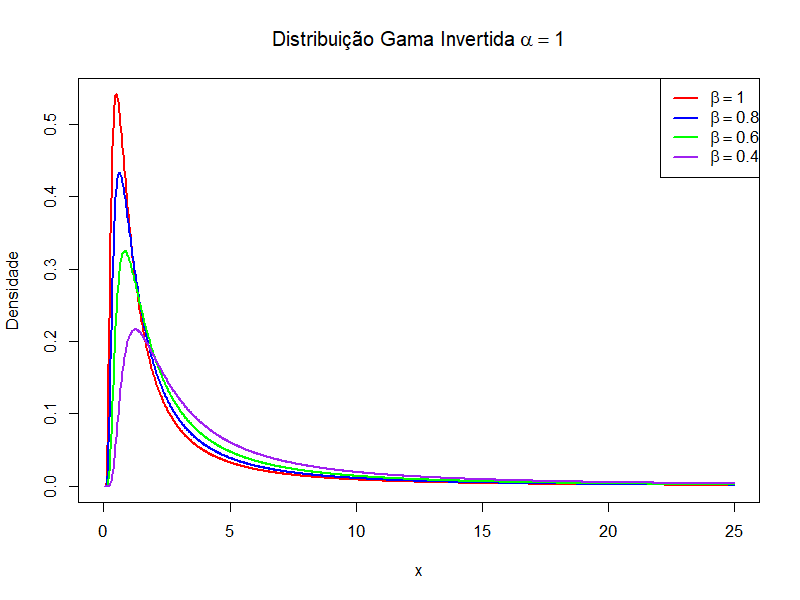 Distribuição Gama Invertida α = 1
β = 1
β = 0.8
β = 0.6
β = 0.4
Densidade
0.5
0.4
0.3
0.2
0.1
0.0
0 5 10 15 20 25
x